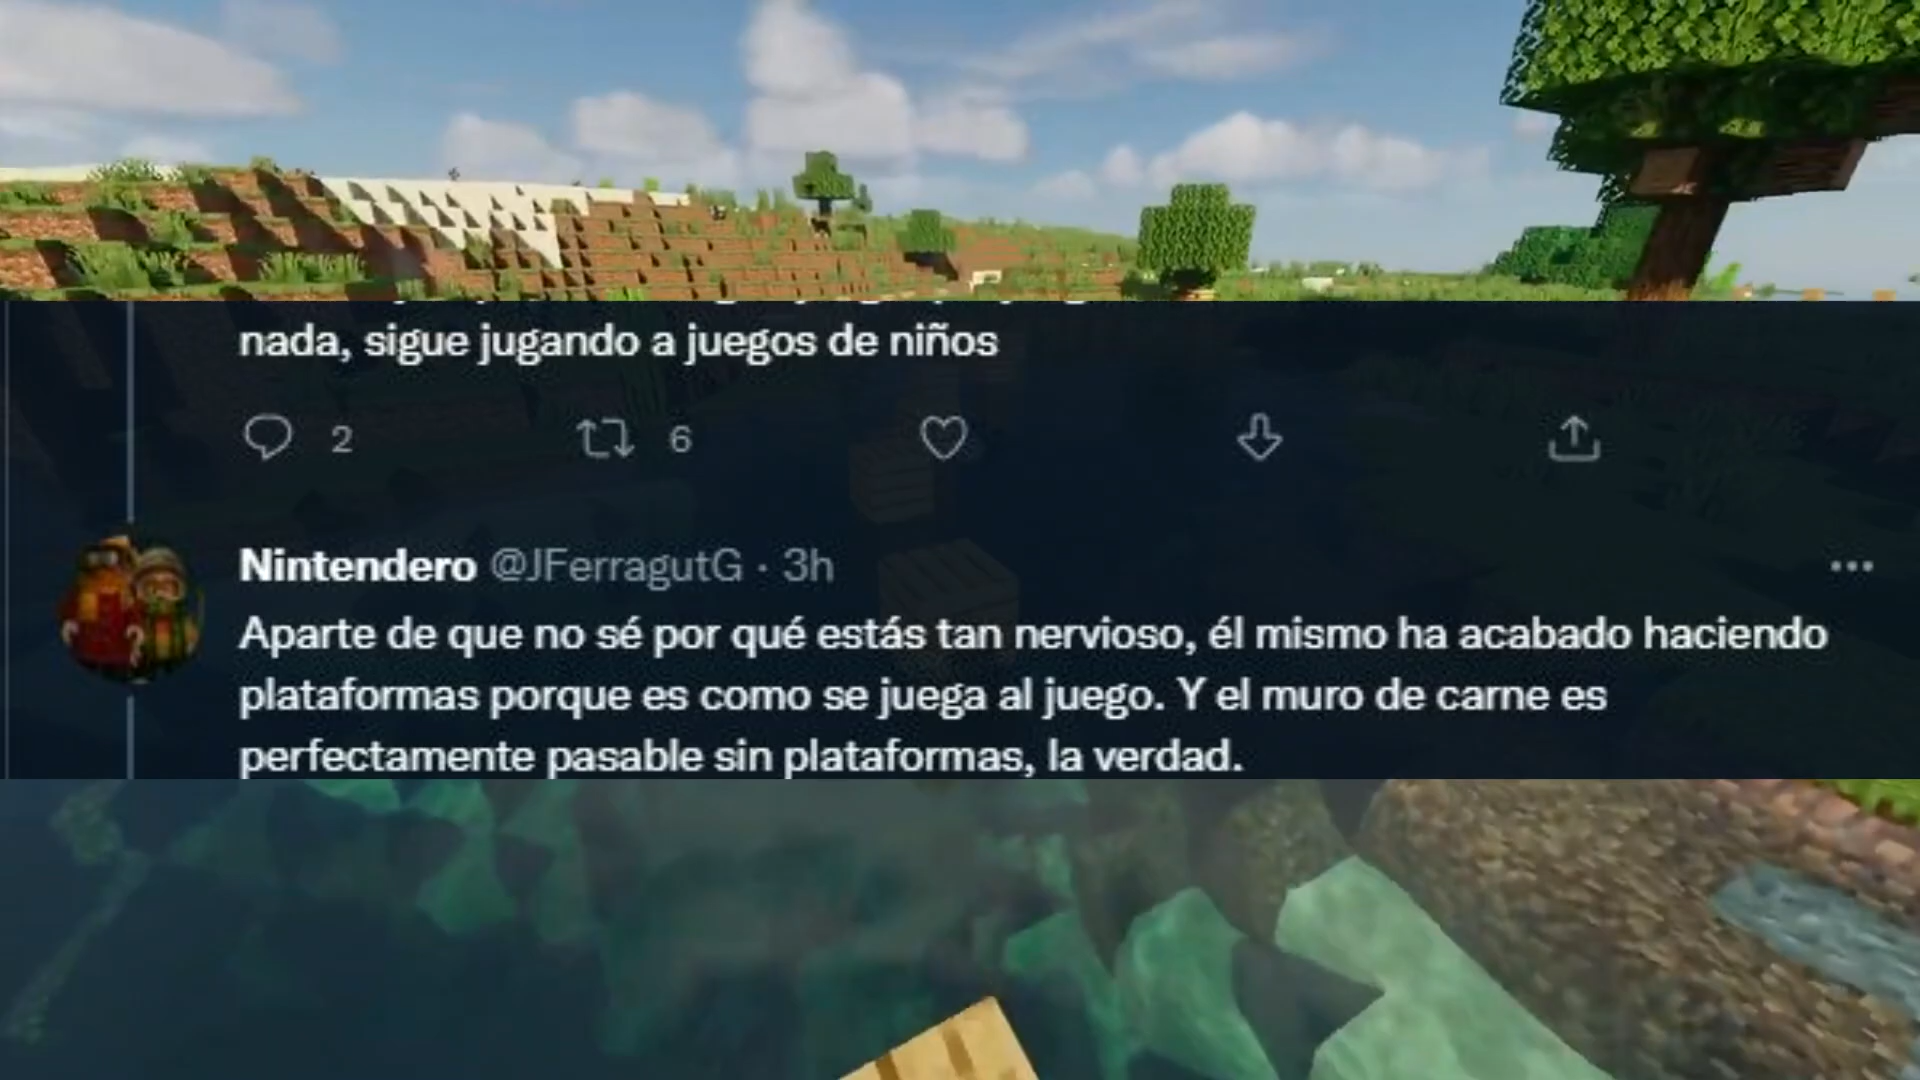 nada, sigue jugando a juegos de niños
2 6
Nintendero @JFerragutG · 3h
Aparte de que no sé por qué estás tan nervioso, él mismo ha acabado haciendo
plataformas porque es como se juega al juego. Y el muro de carne es
perfectamente pasable sin plataformas, la verdad.